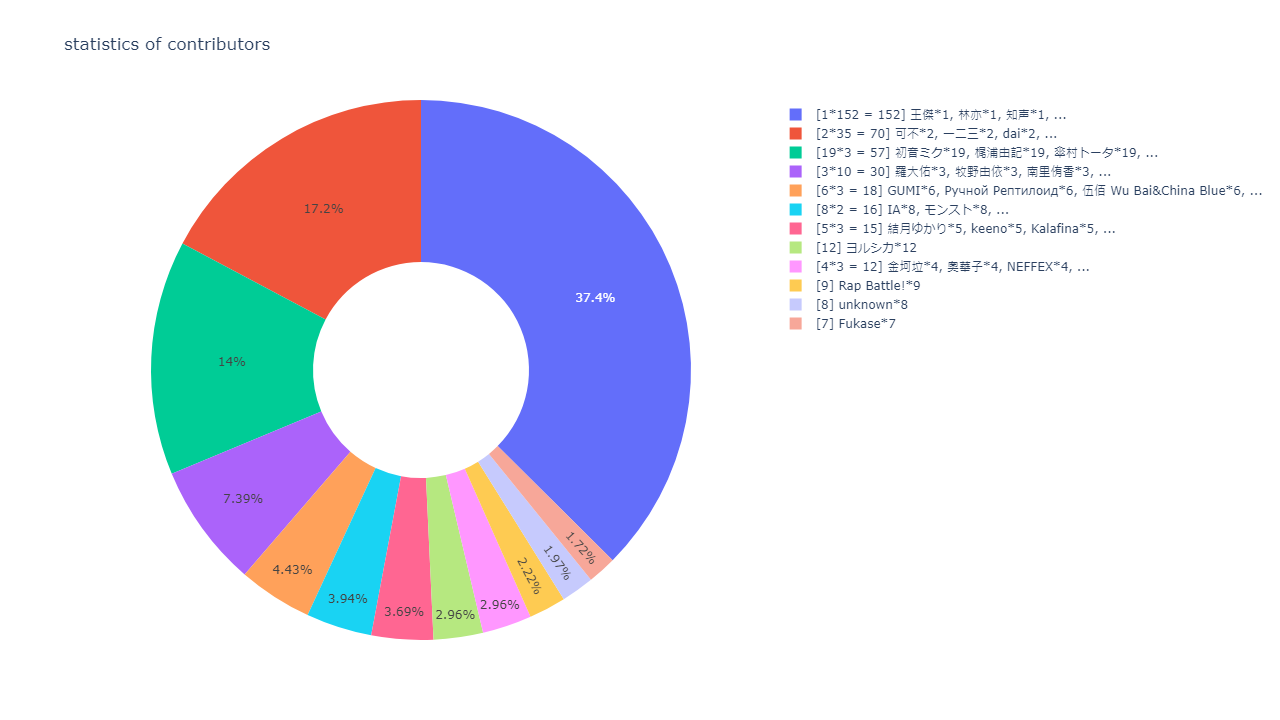 statistics of contributors
37.4%
17.2%
14%
7.39%
4.43%
3.94%
3.69%
2.96%
2.96%
2.22%
1.97%
1.72%
[1*152 = 152] 王傑*1, 林亦*1, 知声*1, ...
[2*35 = 70] 可不*2, 一二三*2, dai*2, ...
[19*3 = 57] 初音ミク*19, 梶浦由記*19, 傘村トータ*19, ...
[3*10 = 30] 羅大佑*3, 牧野由依*3, 南里侑香*3, ...
[6*3 = 18] GUMI*6, Ручной Рептилоид*6, 伍佰 Wu Bai&China Blue*6, ...
[8*2 = 16] IA*8, モンスト*8, ...
[5*3 = 15] 結月ゆかり*5, keeno*5, Kalafina*5, ...
[12] ヨルシカ*12
[4*3 = 12] 金坷垃*4, 奥華子*4, NEFFEX*4, ...
[9] Rap Battle!*9
[8] unknown*8
[7] Fukase*7